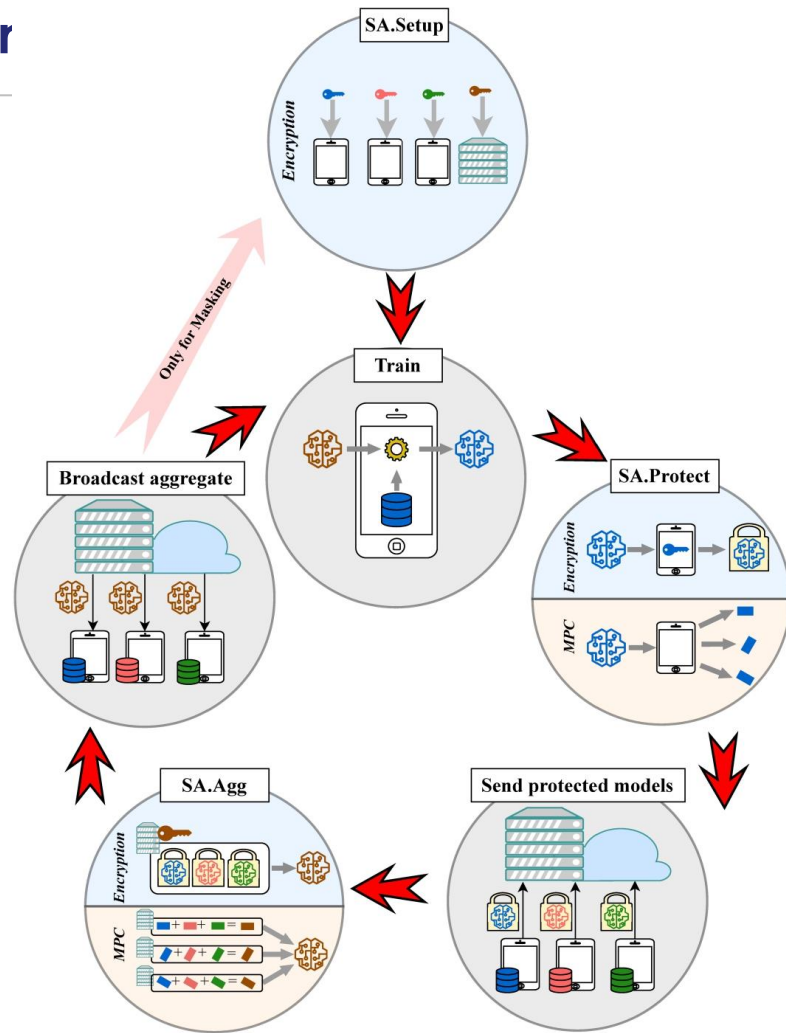 SA.Setup
Encryption
Only for Masking
Train
Broadcast aggregate
SA.Protect
Encryption
MPC
SA.Agg
Encryption
MPC
+ + =
+ + =
+ + =
Send protected models